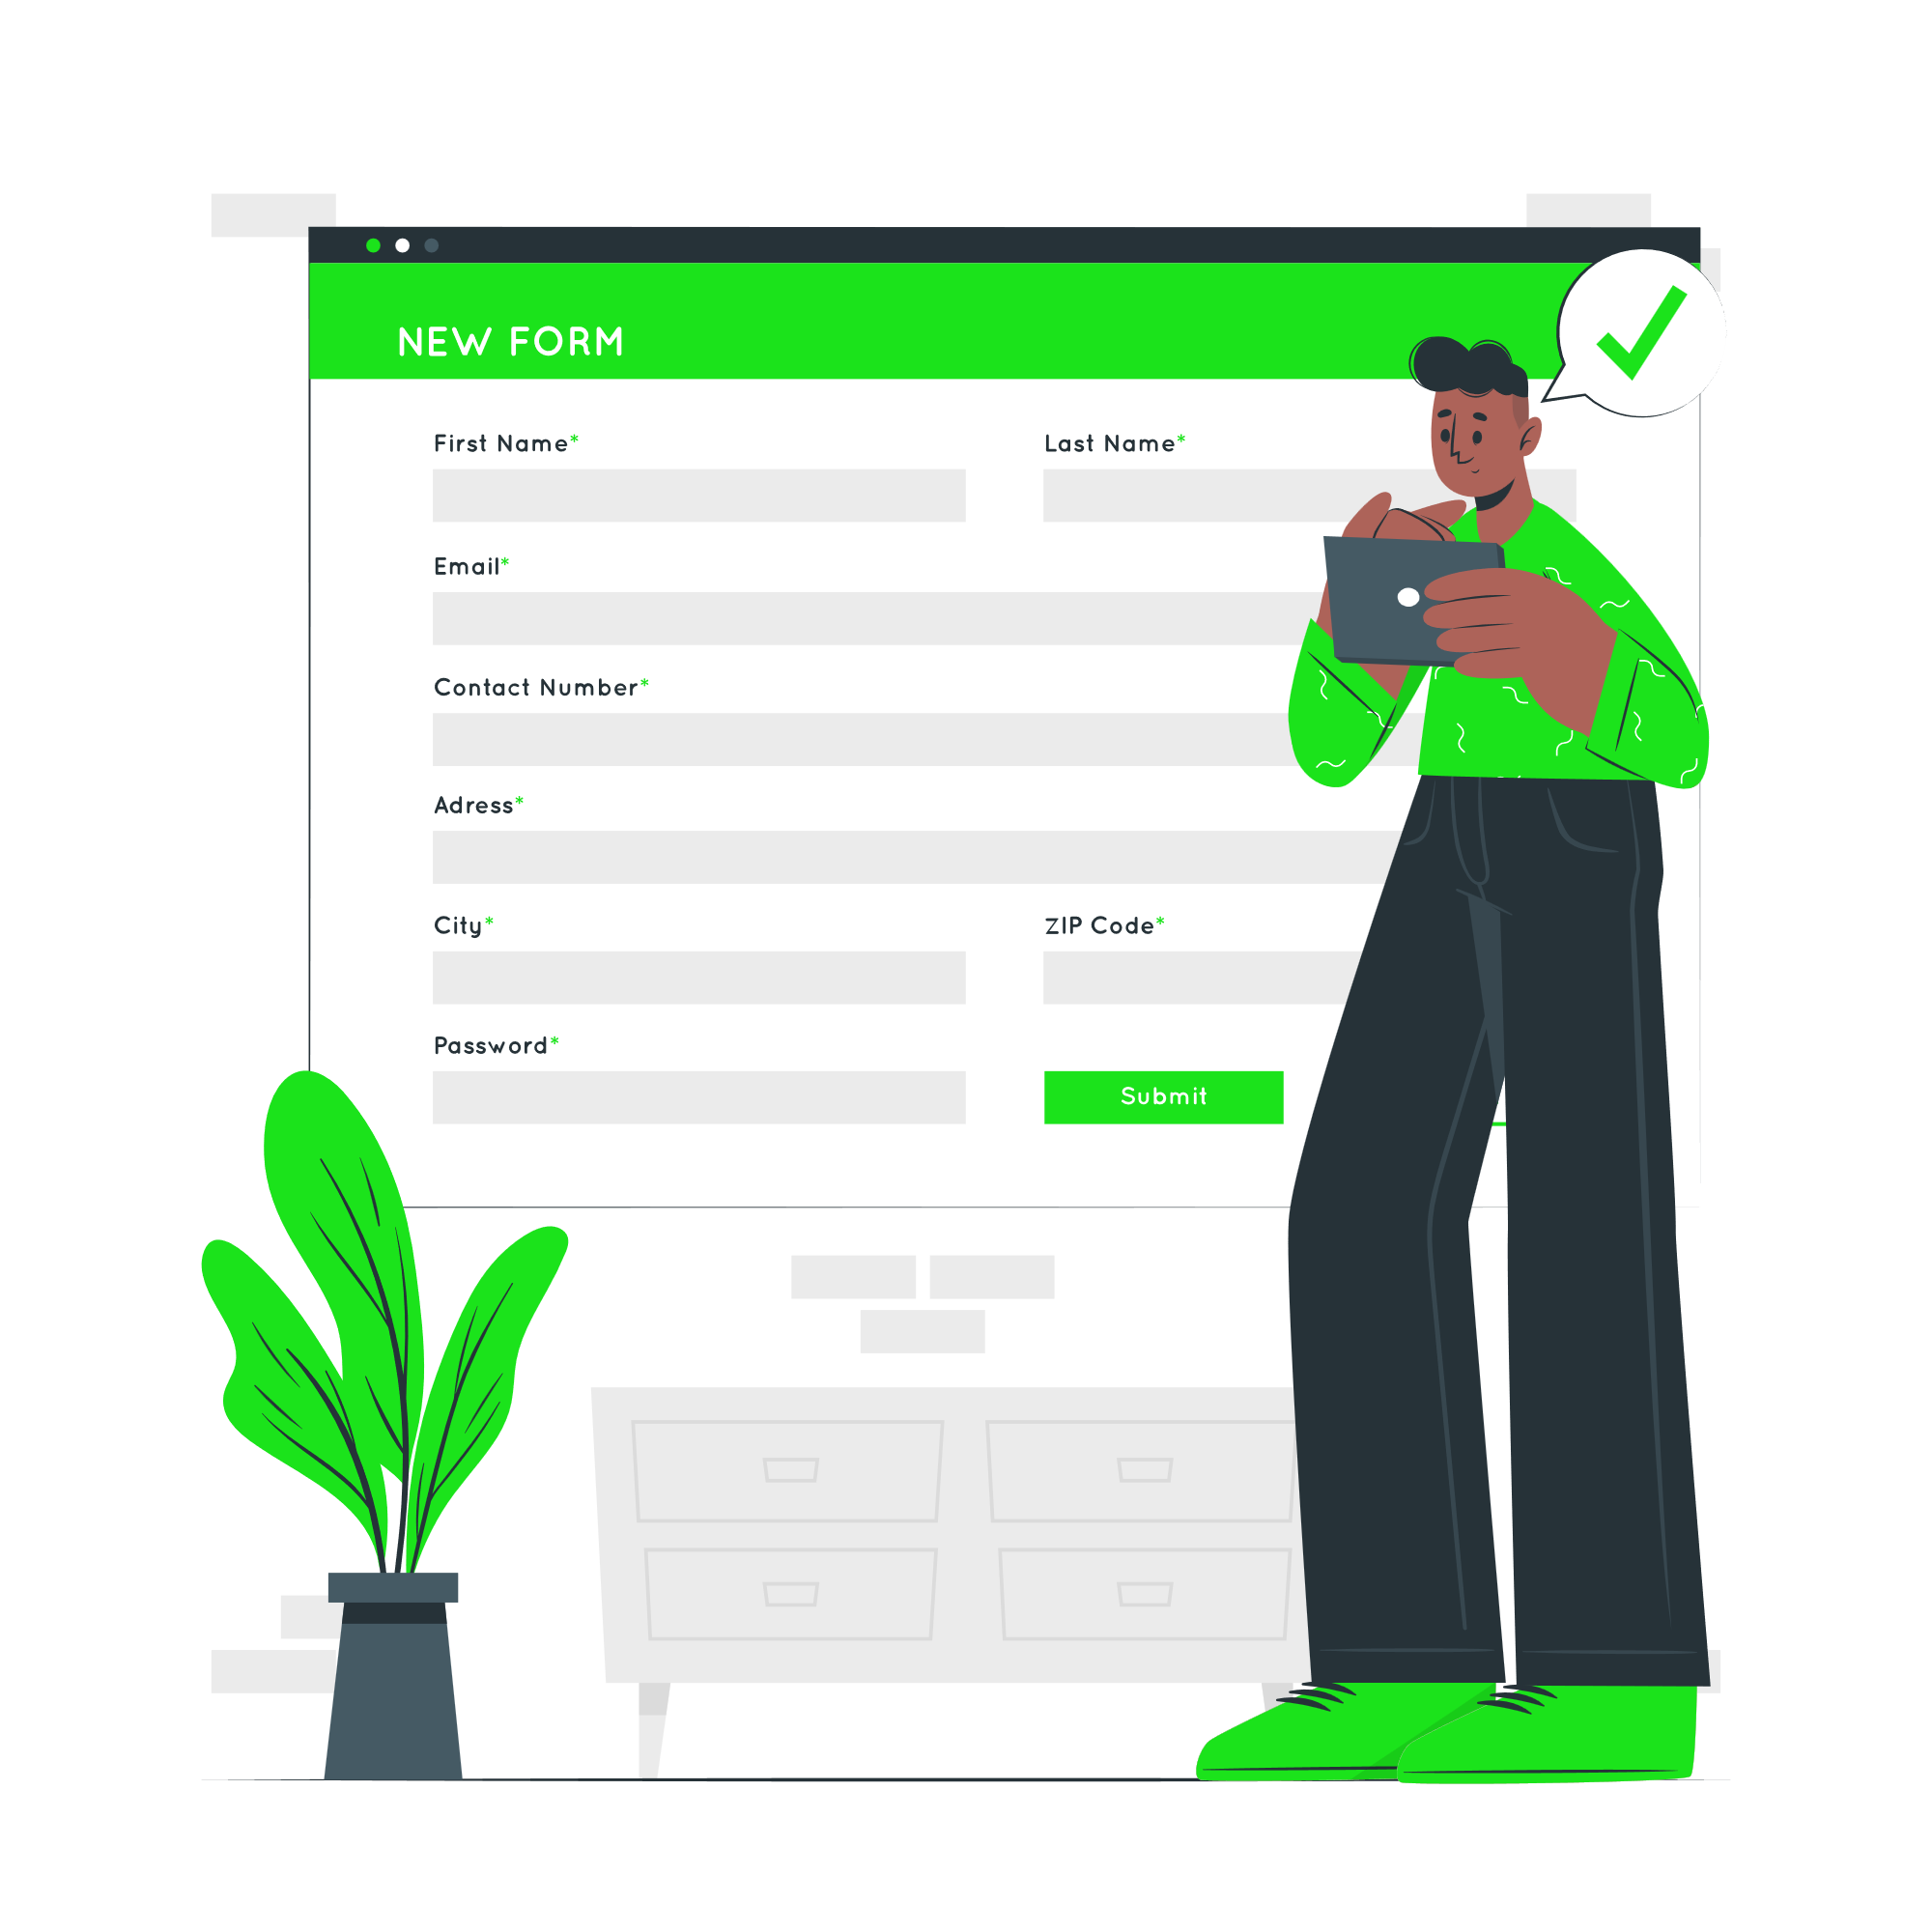 NEW FORM
First Name* Last Name*
Email*
Contact Number*
Adress*
City* ZIP Code*
Password*
Submit